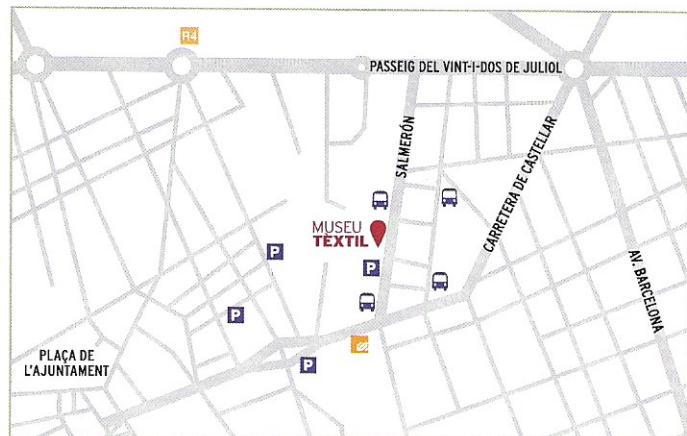 R4
PASSEIG DEL VINT-I-DOS DE JULIOL
SALMERÓN
CARRETERA DE CASTELLAR
MUSEU
TÈXTIL
P
P
P
P
AV. BARCELONA
PLAÇA DE
L'AJUNTAMENT